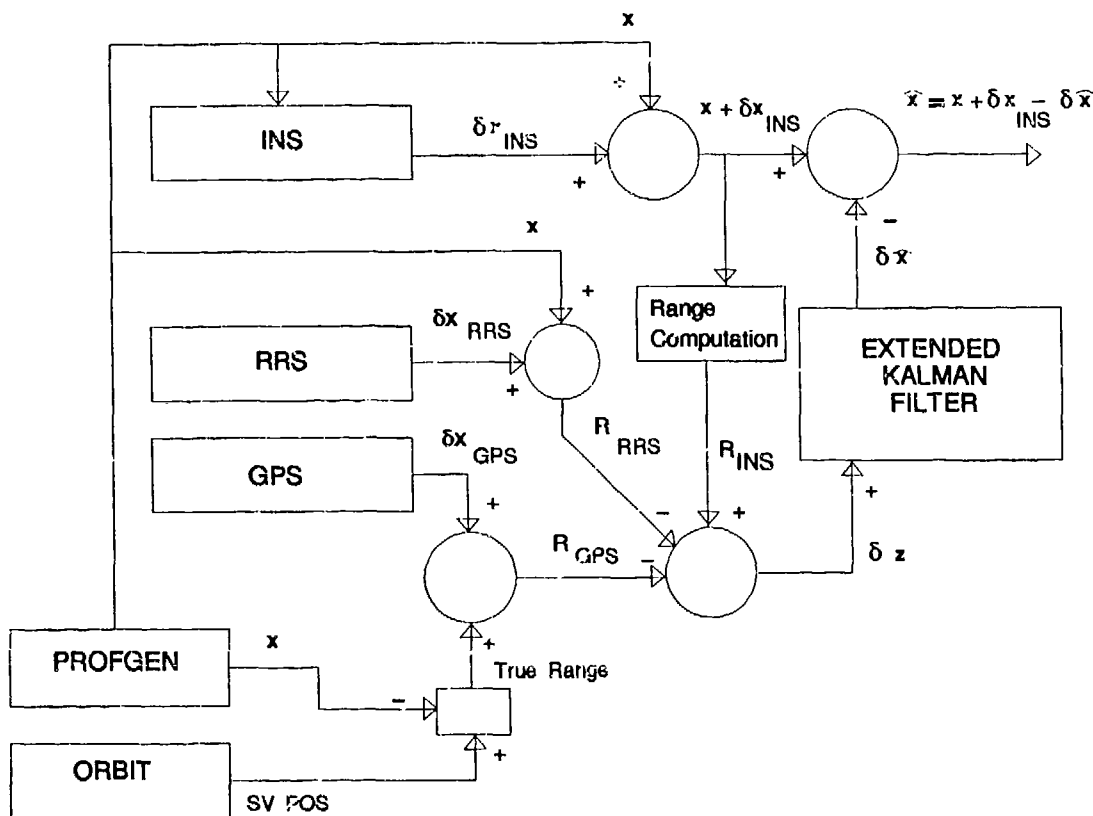 x
÷
INS
δr INS
+
x + δx INS
+
x̂ = x + δx INS - δx̂
-
δx̂
x
+
RRS
δx RRS
+
Range
Computation
EXTENDED
KALMAN
FILTER
GPS
δx GPS
+
R RRS
R INS
-
+
+
R GPS
-
δ z
PROFGEN
x
-
+
True Range
ORBIT
+
SV POS